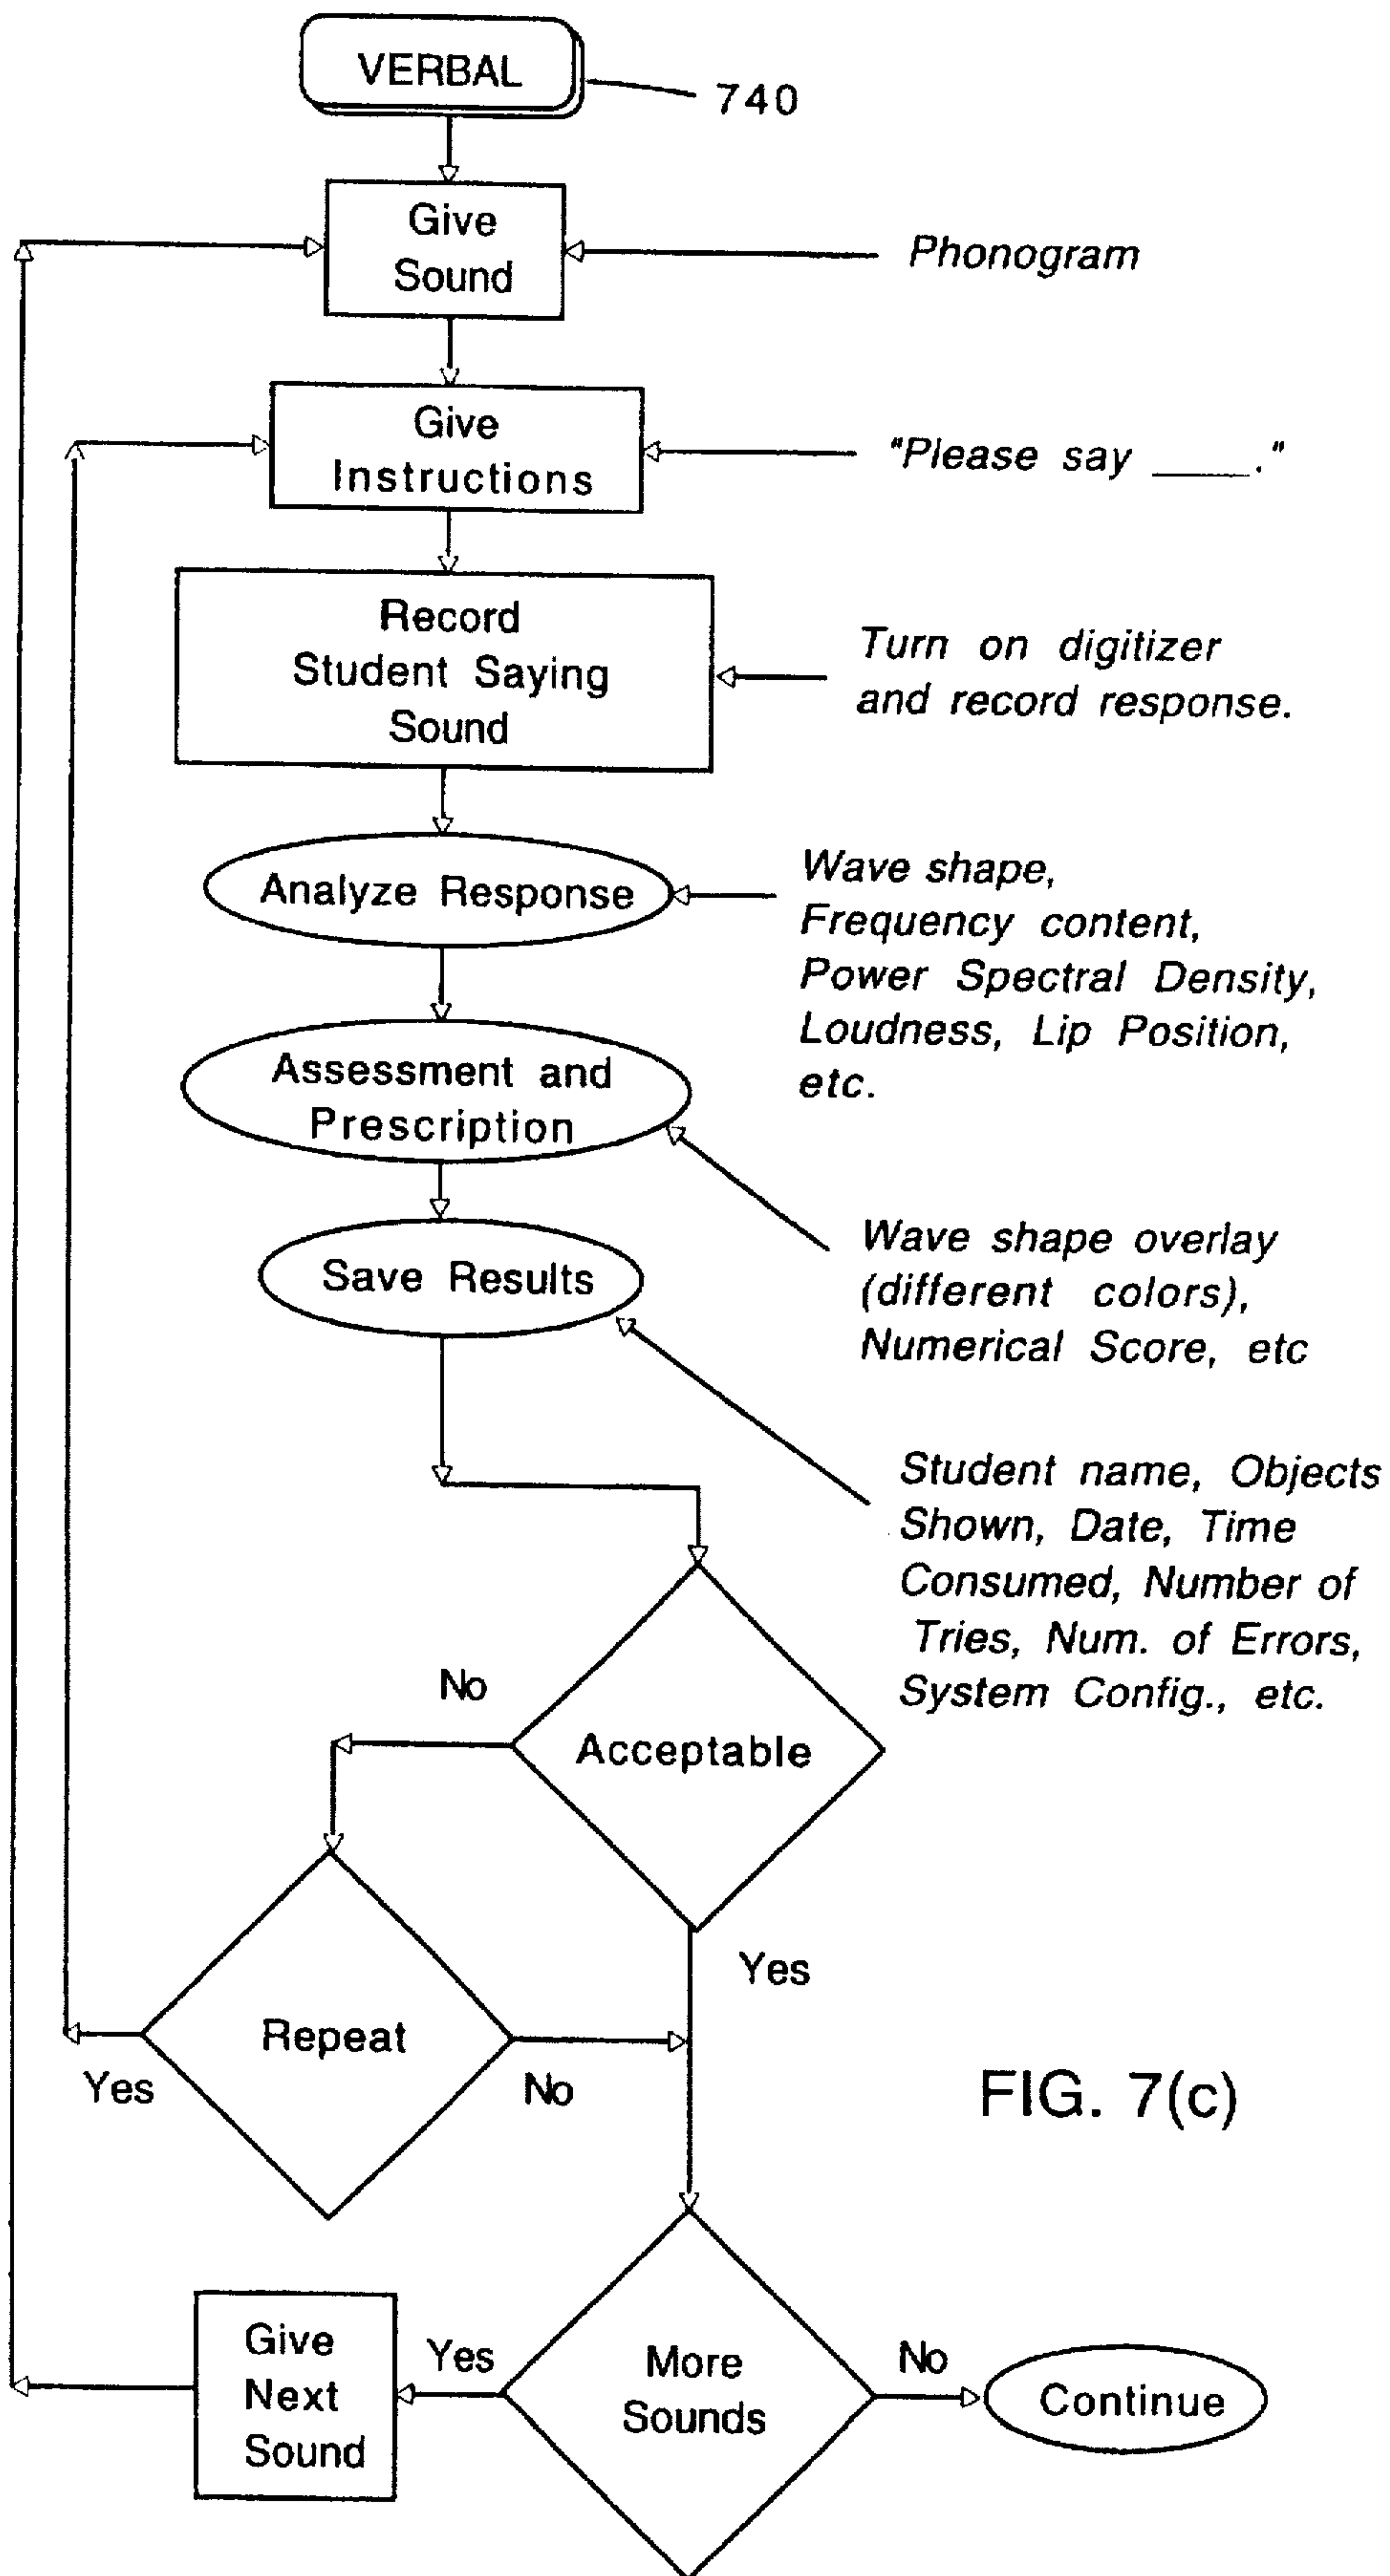 VERBAL
740
Give
Sound
Phonogram
Give
Instructions
"Please say ____."
Record
Student Saying
Sound
Turn on digitizer
and record response.
Analyze Response
Wave shape,
Frequency content,
Power Spectral Density,
Loudness, Lip Position,
etc.
Assessment and
Prescription
Wave shape overlay
(different colors),
Numerical Score, etc
Save Results
Student name, Objects
Shown, Date, Time
Consumed, Number of
Tries, Num. of Errors,
System Config., etc.
No
Acceptable
Yes
Repeat
Yes
No
FIG. 7(c)
Give
Next
Sound
Yes
More
Sounds
No
Continue